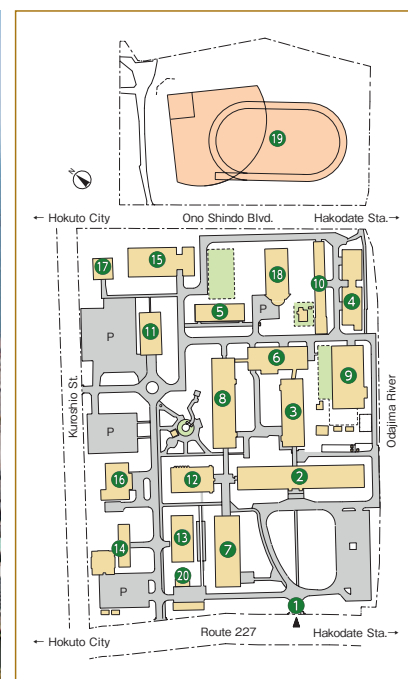 19
N
← Hokuto City Ono Shindo Blvd. Hakodate Sta.→
17 15 18 10 4
5 P
P 11
6 9
Kuroshio St. 8 3 Odajima River
P
16 12 2
14 13 7
20
P 1
← Hokuto City Route 227 Hakodate Sta.→